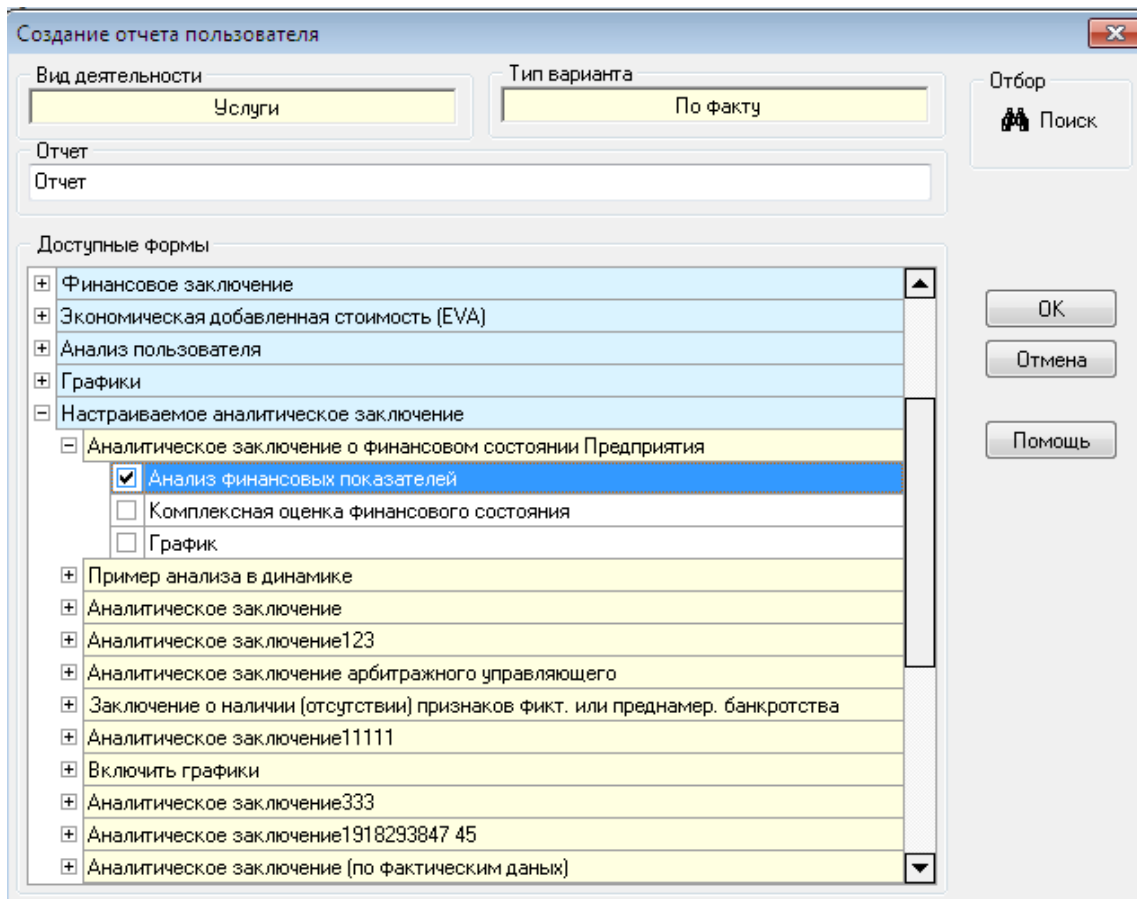 Создание отчета пользователя
Вид деятельности
Услуги
Тип варианта
По факту
Отбор
Поиск
Отчет
Отчет
Доступные формы
Финансовое заключение
Экономическая добавленная стоимость (EVA)
Анализ пользователя
Графики
Настраиваемое аналитическое заключение
Аналитическое заключение о финансовом состоянии Предприятия
Анализ финансовых показателей
Комплексная оценка финансового состояния
График
Пример анализа в динамике
Аналитическое заключение
Аналитическое заключение123
Аналитическое заключение арбитражного управляющего
Заключение о наличии (отсутствии) признаков фикт. или преднамер. банкротства
Аналитическое заключение11111
Включить графики
Аналитическое заключение333
Аналитическое заключение1918293847 45
Аналитическое заключение (по фактическим даных)
ОК
Отмена
Помощь